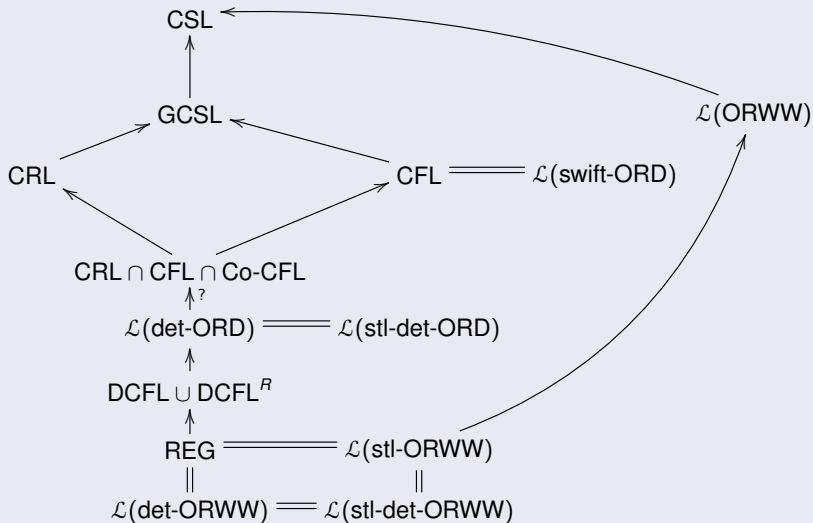 CSL
GCSL
ℒ(ORWW)
CRL
CFL
ℒ(swift-ORD)
CRL ∩ CFL ∩ Co-CFL
?
ℒ(det-ORD)
ℒ(stl-det-ORD)
DCFL ∪ DCFL^R
REG
ℒ(stl-ORWW)
ℒ(det-ORWW)
ℒ(stl-det-ORWW)